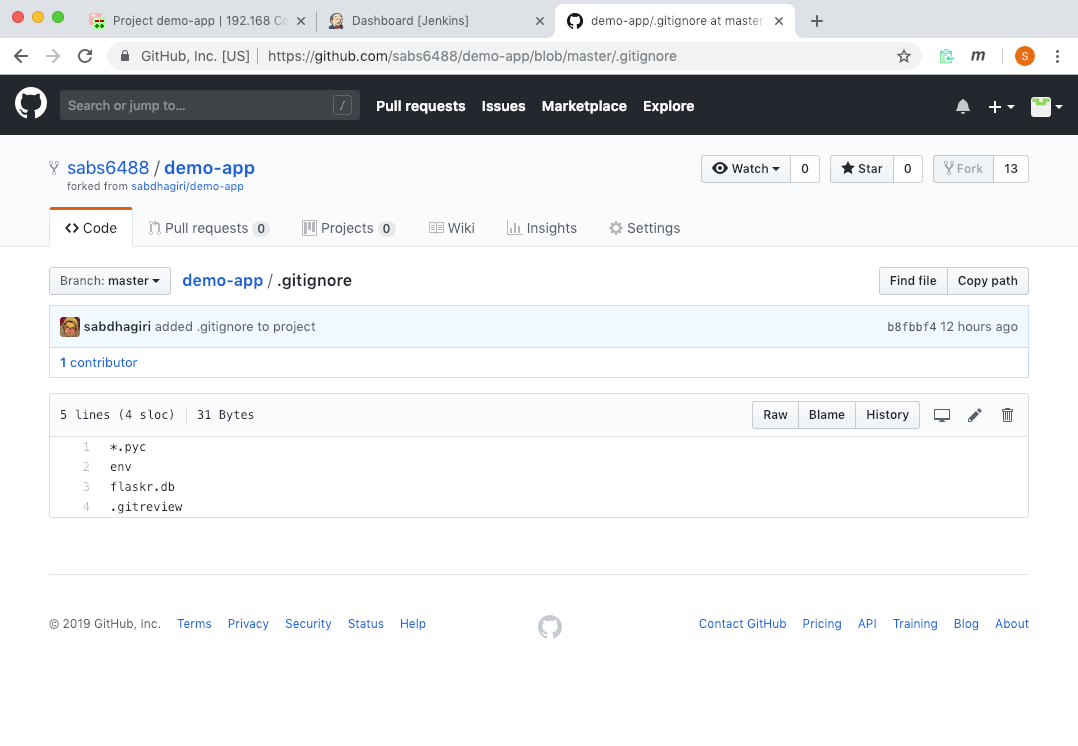 Project demo-app | 192.168 Co
Dashboard [Jenkins]
demo-app/.gitignore at master
GitHub, Inc. [US]
https://github.com/sabs6488/demo-app/blob/master/.gitignore
m
S
Search or jump to...
/
Pull requests
Issues
Marketplace
Explore
sabs6488 / demo-app
forked from sabdhagiri/demo-app
Watch 0
Star 0
Fork 13
Code
Pull requests 0
Projects 0
Wiki
Insights
Settings
Branch: master
demo-app / .gitignore
Find file
Copy path
sabdhagiri added .gitignore to project
b8fbbf4 12 hours ago
1 contributor
5 lines (4 sloc)
31 Bytes
Raw
Blame
History
1 *.pyc
2 env
3 flaskr.db
4 .gitreview
© 2019 GitHub, Inc.
Terms
Privacy
Security
Status
Help
Contact GitHub
Pricing
API
Training
Blog
About